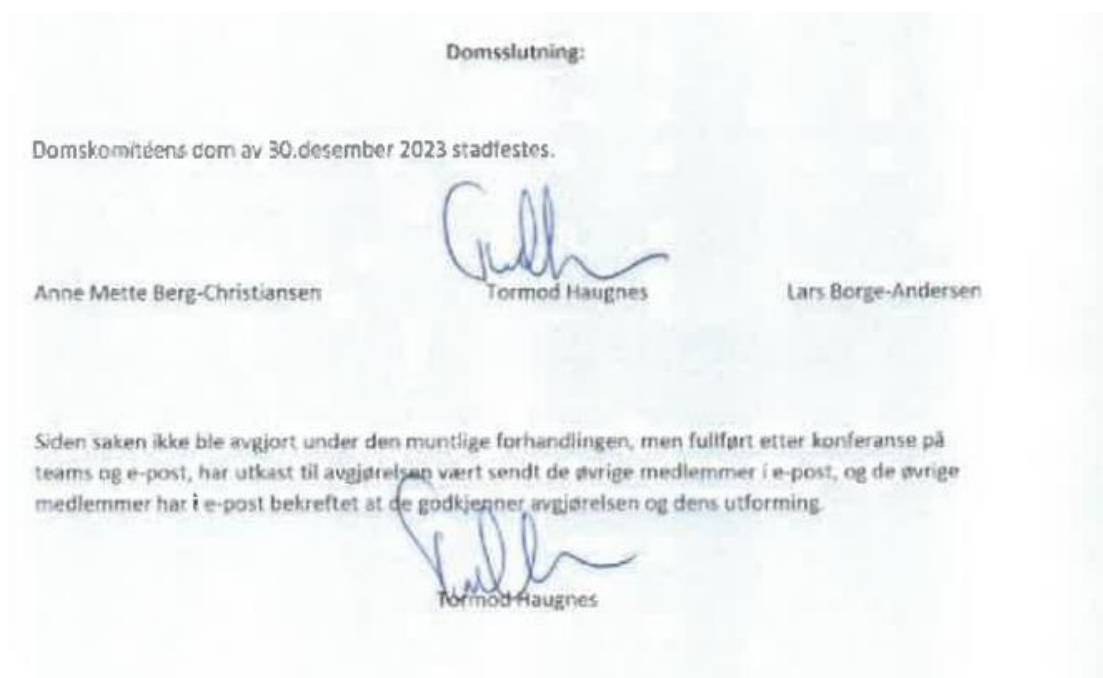 Domsslutning:
Domskomitéens dom av 30.desember 2023 stadfestes.
Anne Mette Berg-Christiansen Tormod Haugnes Lars Borge-Andersen
Siden saken ikke ble avgjort under den muntlige forhandlingen, men fullført etter konferanse på
teams og e-post, har utkast til avgjørelsen vært sendt de øvrige medlemmer i e-post, og de øvrige
medlemmer har i e-post bekreftet at de godkjenner avgjørelsen og dens utforming.
Tormod Haugnes